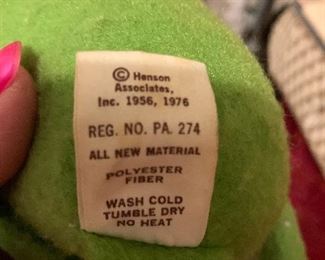 © Henson
Associates,
Inc. 1956, 1976
REG. NO. PA. 274
ALL NEW MATERIAL
POLYESTER
FIBER
WASH COLD
TUMBLE DRY
NO HEAT